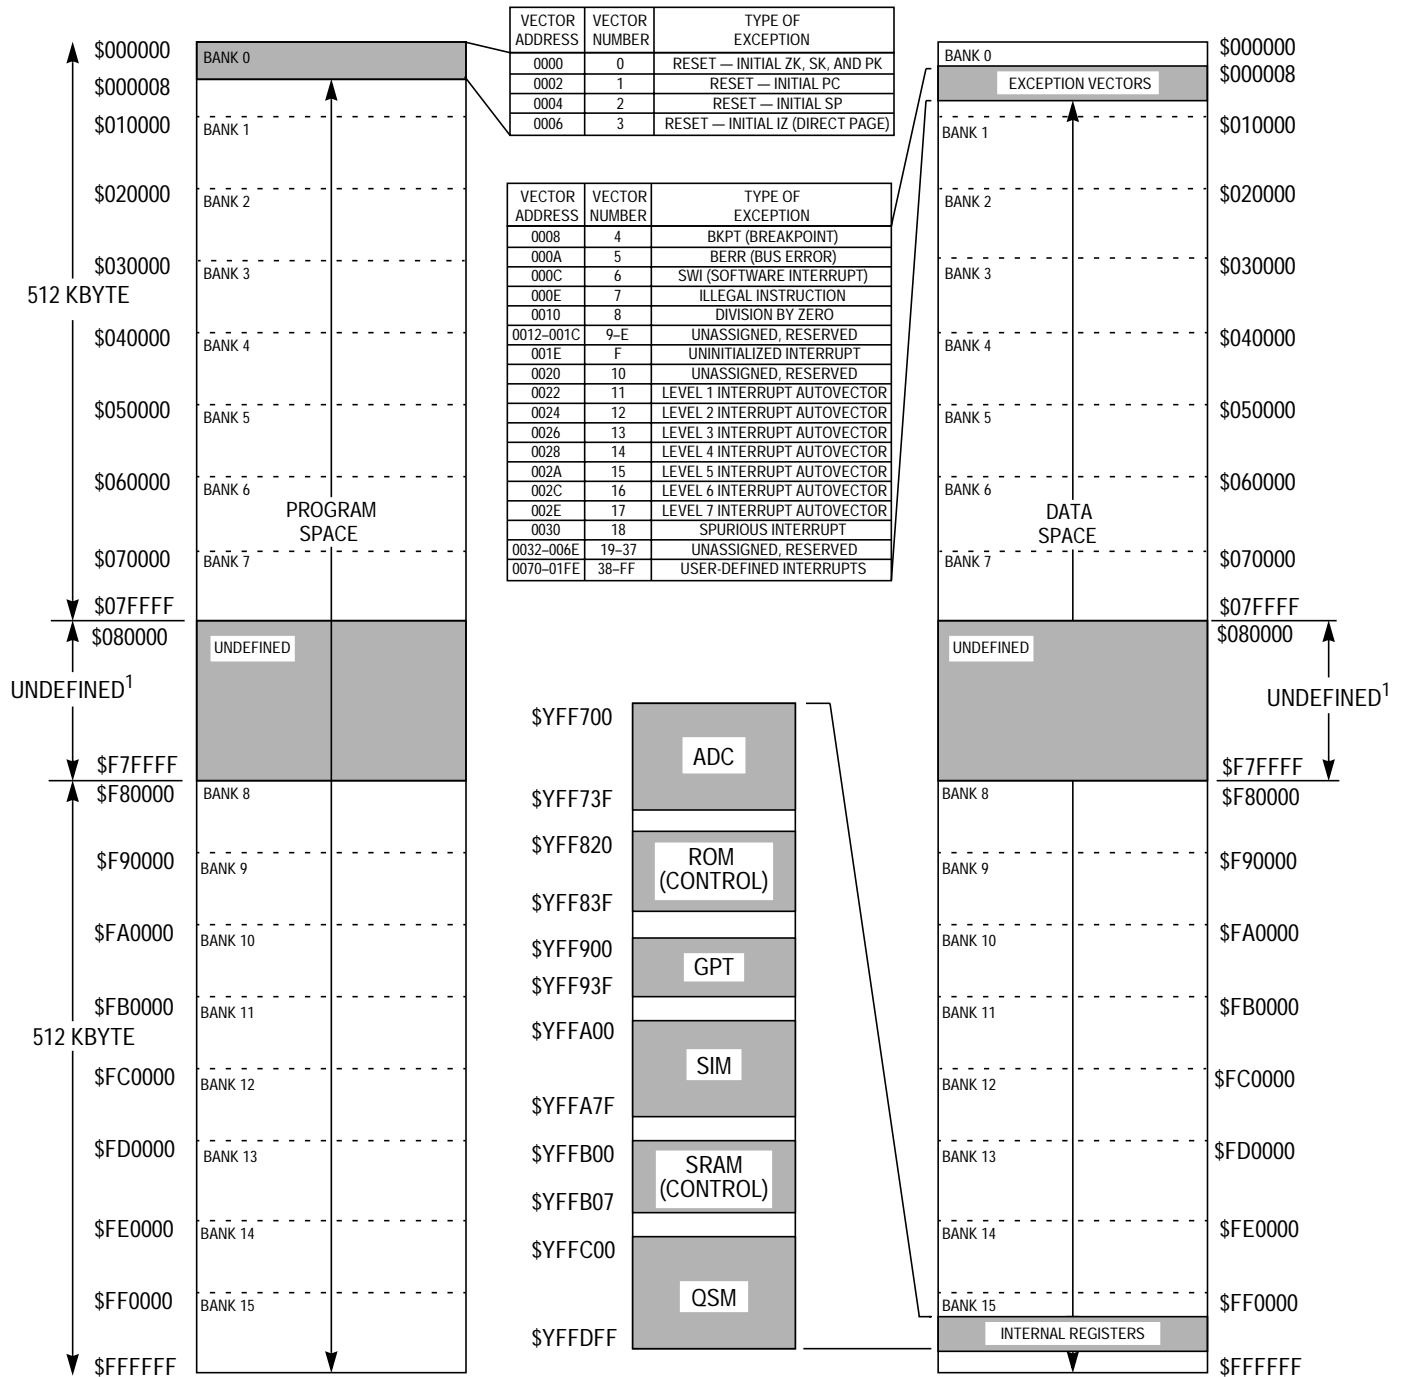 VECTOR ADDRESS VECTOR NUMBER TYPE OF EXCEPTION
0000 0 RESET — INITIAL ZK, SK, AND PK
0002 1 RESET — INITIAL PC
0004 2 RESET — INITIAL SP
0006 3 RESET — INITIAL IZ (DIRECT PAGE)
VECTOR ADDRESS VECTOR NUMBER TYPE OF EXCEPTION
0008 4 BKPT (BREAKPOINT)
000A 5 BERR (BUS ERROR)
000C 6 SWI (SOFTWARE INTERRUPT)
000E 7 ILLEGAL INSTRUCTION
0010 8 DIVISION BY ZERO
0012–001C 9–E UNASSIGNED, RESERVED
001E F UNINITIALIZED INTERRUPT
0020 10 UNASSIGNED, RESERVED
0022 11 LEVEL 1 INTERRUPT AUTOVECTOR
0024 12 LEVEL 2 INTERRUPT AUTOVECTOR
0026 13 LEVEL 3 INTERRUPT AUTOVECTOR
0028 14 LEVEL 4 INTERRUPT AUTOVECTOR
002A 15 LEVEL 5 INTERRUPT AUTOVECTOR
002C 16 LEVEL 6 INTERRUPT AUTOVECTOR
002E 17 LEVEL 7 INTERRUPT AUTOVECTOR
0030 18 SPURIOUS INTERRUPT
0032–006E 19–37 UNASSIGNED, RESERVED
0070–01FE 38–FF USER-DEFINED INTERRUPTS
$000000 BANK 0
$000008
$010000 BANK 1
$020000 BANK 2
$030000 BANK 3
512 KBYTE
$040000 BANK 4
$050000 BANK 5
$060000 BANK 6
PROGRAM
SPACE
$070000 BANK 7
$07FFFF
$080000 UNDEFINED
UNDEFINED1
$F7FFFF
$F80000 BANK 8
$F90000 BANK 9
$FA0000 BANK 10
$FB0000 BANK 11
512 KBYTE
$FC0000 BANK 12
$FD0000 BANK 13
$FE0000 BANK 14
$FF0000 BANK 15
$FFFFFF
$YFF700
ADC
$YFF73F
$YFF820
ROM
(CONTROL)
$YFF83F
$YFF900
GPT
$YFF93F
$YFFA00
SIM
$YFFA7F
$YFFB00
SRAM
(CONTROL)
$YFFB07
$YFFC00
QSM
$YFFDFF
BANK 0 $000000
EXCEPTION VECTORS $000008
BANK 1 $010000
BANK 2 $020000
BANK 3 $030000
BANK 4 $040000
BANK 5 $050000
BANK 6 $060000
DATA
SPACE
BANK 7 $070000
$07FFFF
UNDEFINED $080000
UNDEFINED1
$F7FFFF
BANK 8 $F80000
BANK 9 $F90000
BANK 10 $FA0000
BANK 11 $FB0000
BANK 12 $FC0000
BANK 13 $FD0000
BANK 14 $FE0000
BANK 15 $FF0000
INTERNAL REGISTERS
$FFFFFF